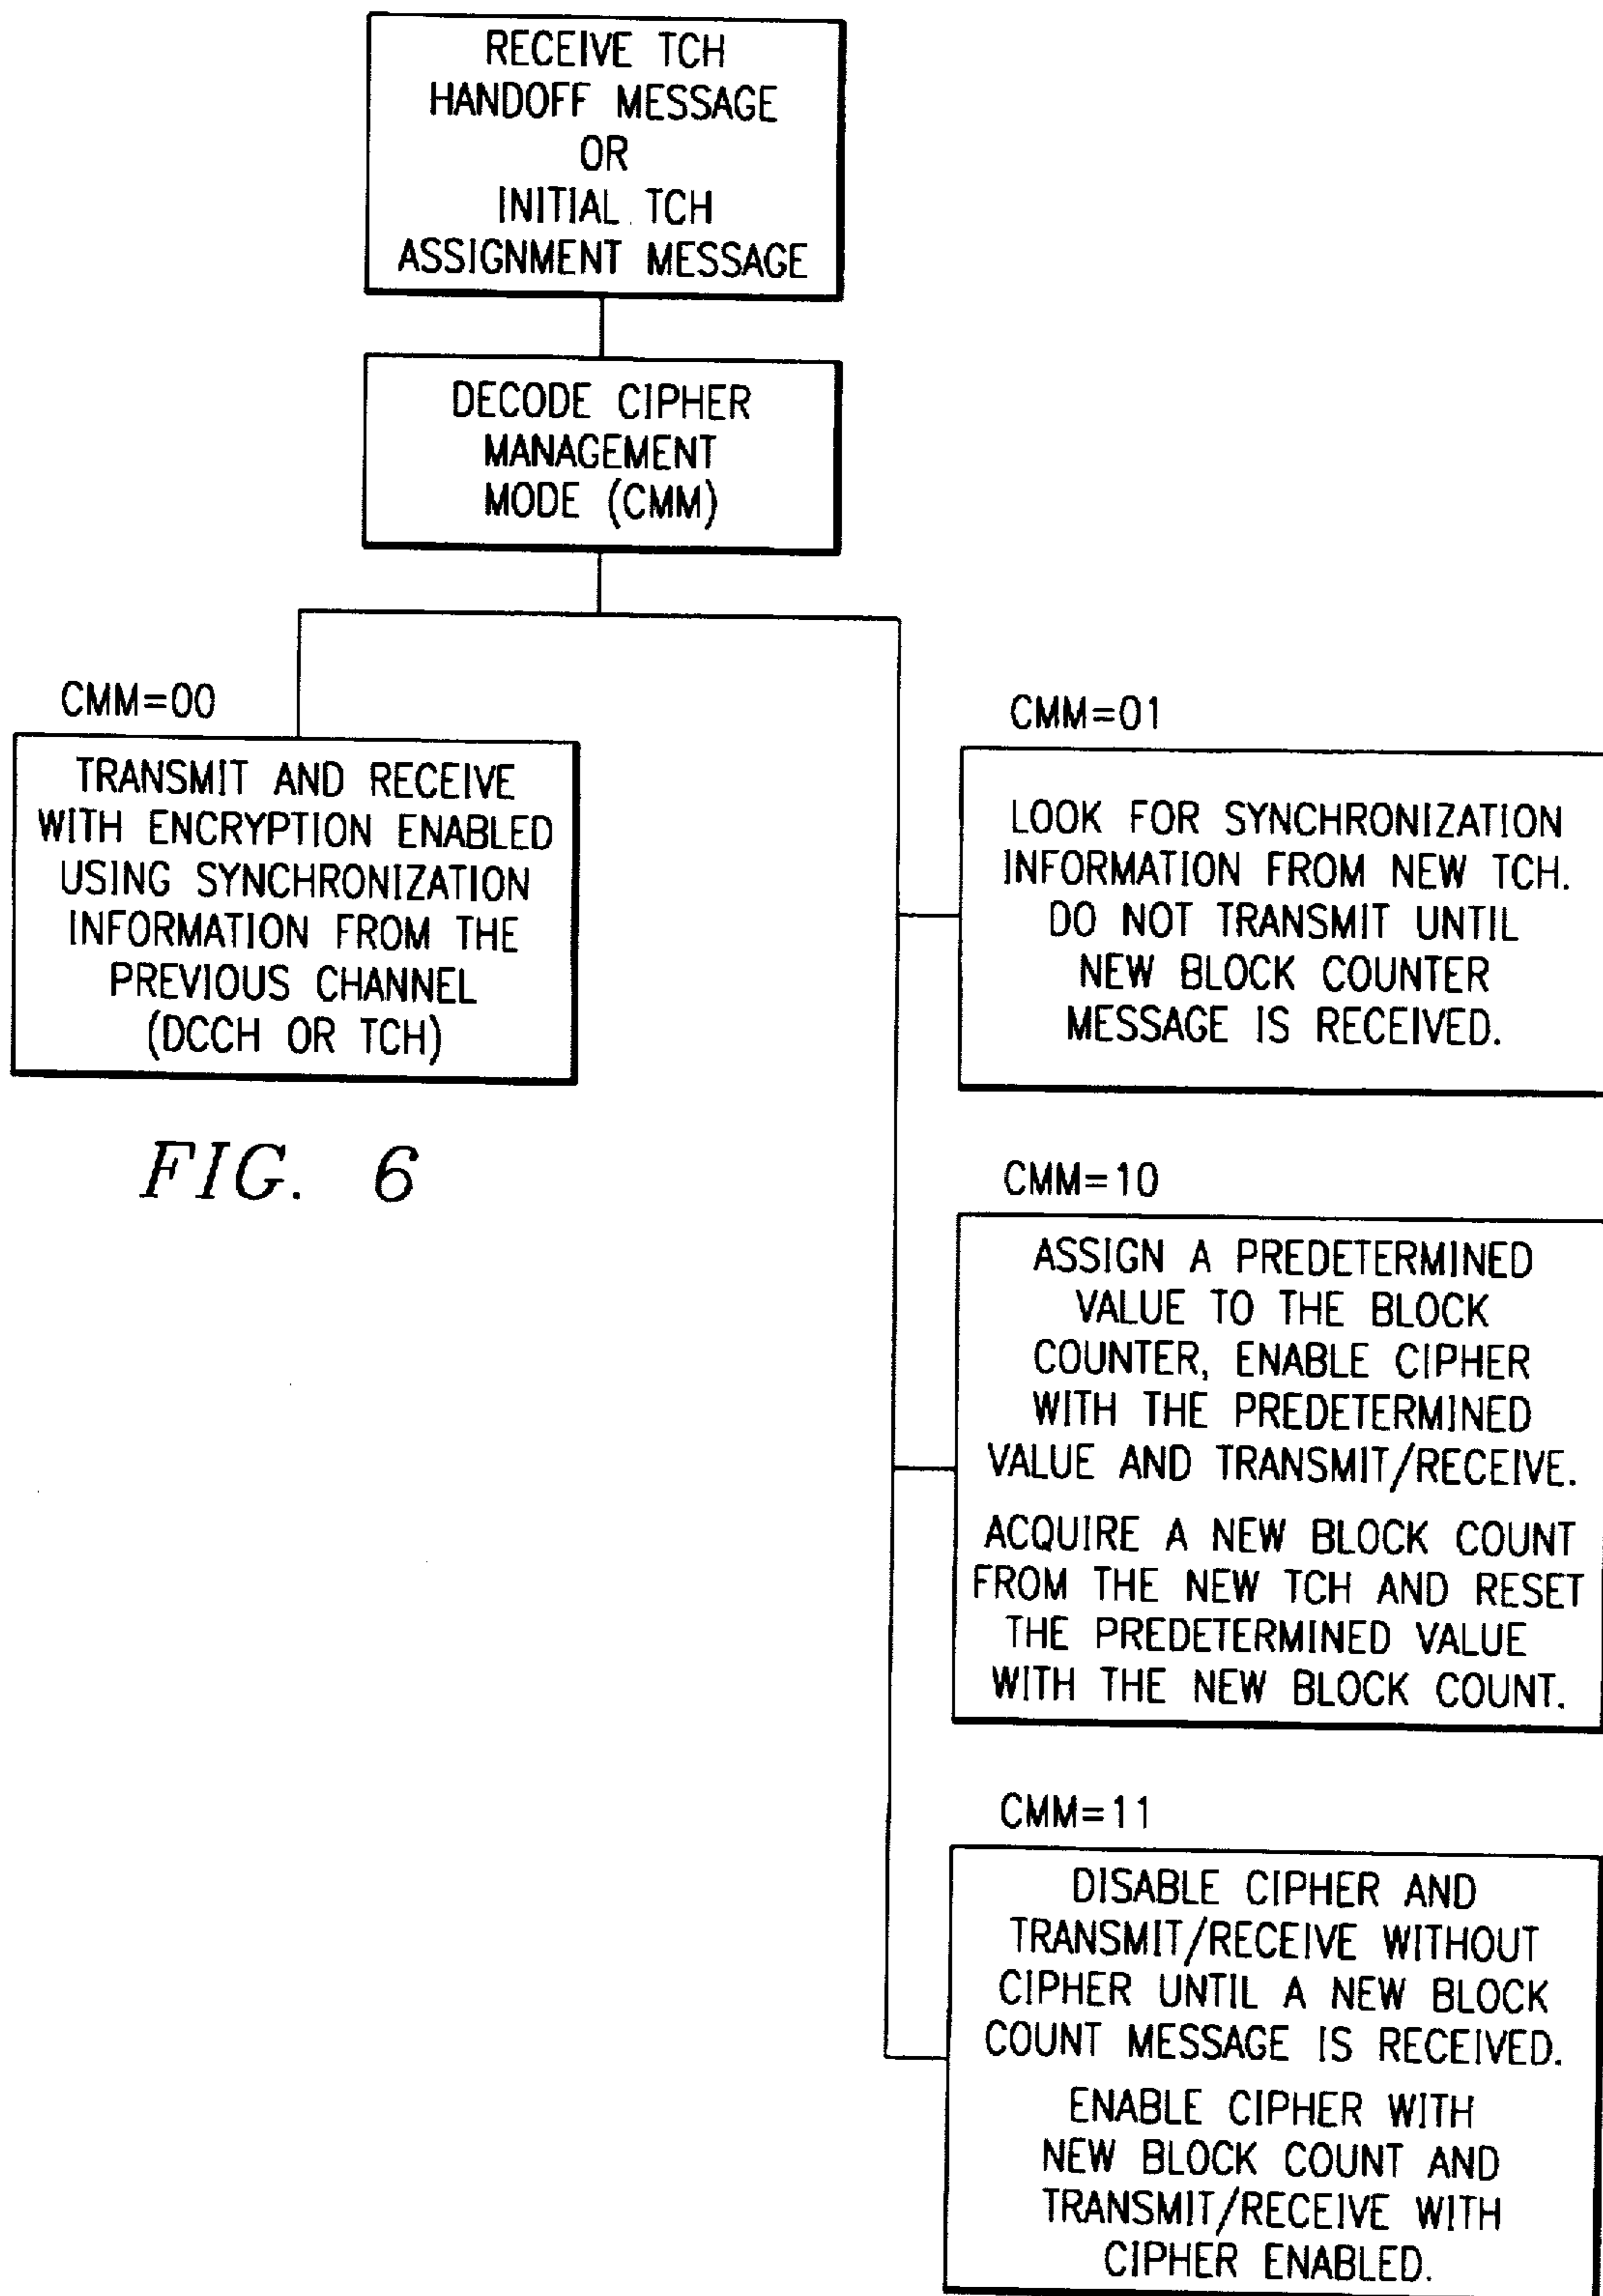 RECEIVE TCH
HANDOFF MESSAGE
OR
INITIAL TCH
ASSIGNMENT MESSAGE
DECODE CIPHER
MANAGEMENT
MODE (CMM)
CMM=00
TRANSMIT AND RECEIVE
WITH ENCRYPTION ENABLED
USING SYNCHRONIZATION
INFORMATION FROM THE
PREVIOUS CHANNEL
(DCCH OR TCH)
FIG. 6
CMM=01
LOOK FOR SYNCHRONIZATION
INFORMATION FROM NEW TCH.
DO NOT TRANSMIT UNTIL
NEW BLOCK COUNTER
MESSAGE IS RECEIVED.
CMM=10
ASSIGN A PREDETERMINED
VALUE TO THE BLOCK
COUNTER, ENABLE CIPHER
WITH THE PREDETERMINED
VALUE AND TRANSMIT/RECEIVE.
ACQUIRE A NEW BLOCK COUNT
FROM THE NEW TCH AND RESET
THE PREDETERMINED VALUE
WITH THE NEW BLOCK COUNT.
CMM=11
DISABLE CIPHER AND
TRANSMIT/RECEIVE WITHOUT
CIPHER UNTIL A NEW BLOCK
COUNT MESSAGE IS RECEIVED.
ENABLE CIPHER WITH
NEW BLOCK COUNT AND
TRANSMIT/RECEIVE WITH
CIPHER ENABLED.